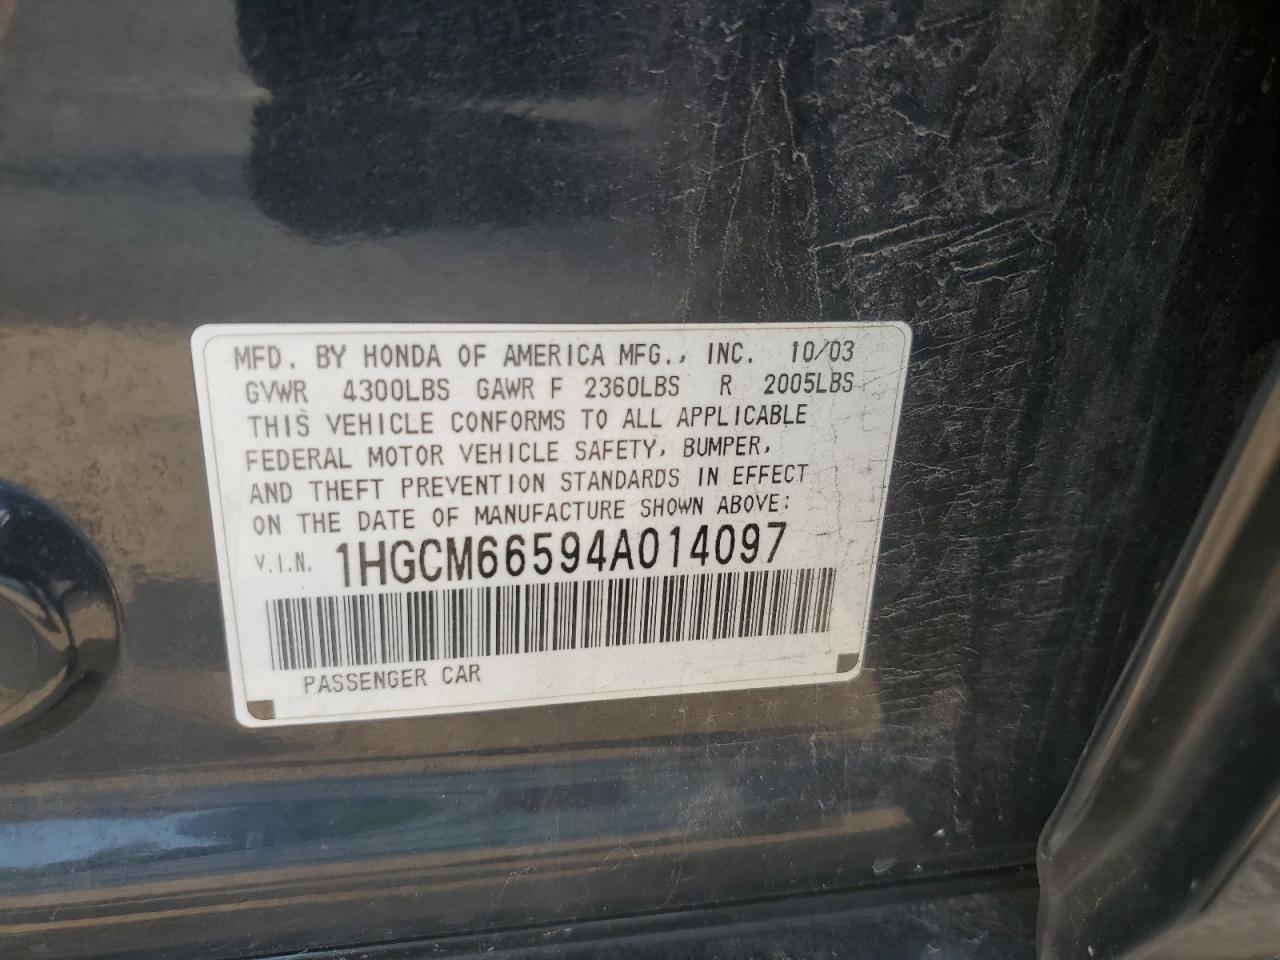 MFD. BY HONDA OF AMERICA MFG., INC. 10/03
GVWR 4300LBS GAWR F 2360LBS R 2005LBS
THIS VEHICLE CONFORMS TO ALL APPLICABLE
FEDERAL MOTOR VEHICLE SAFETY, BUMPER,
AND THEFT PREVENTION STANDARDS IN EFFECT
ON THE DATE OF MANUFACTURE SHOWN ABOVE:
V.I.N. 1HGCM66594A014097
PASSENGER CAR